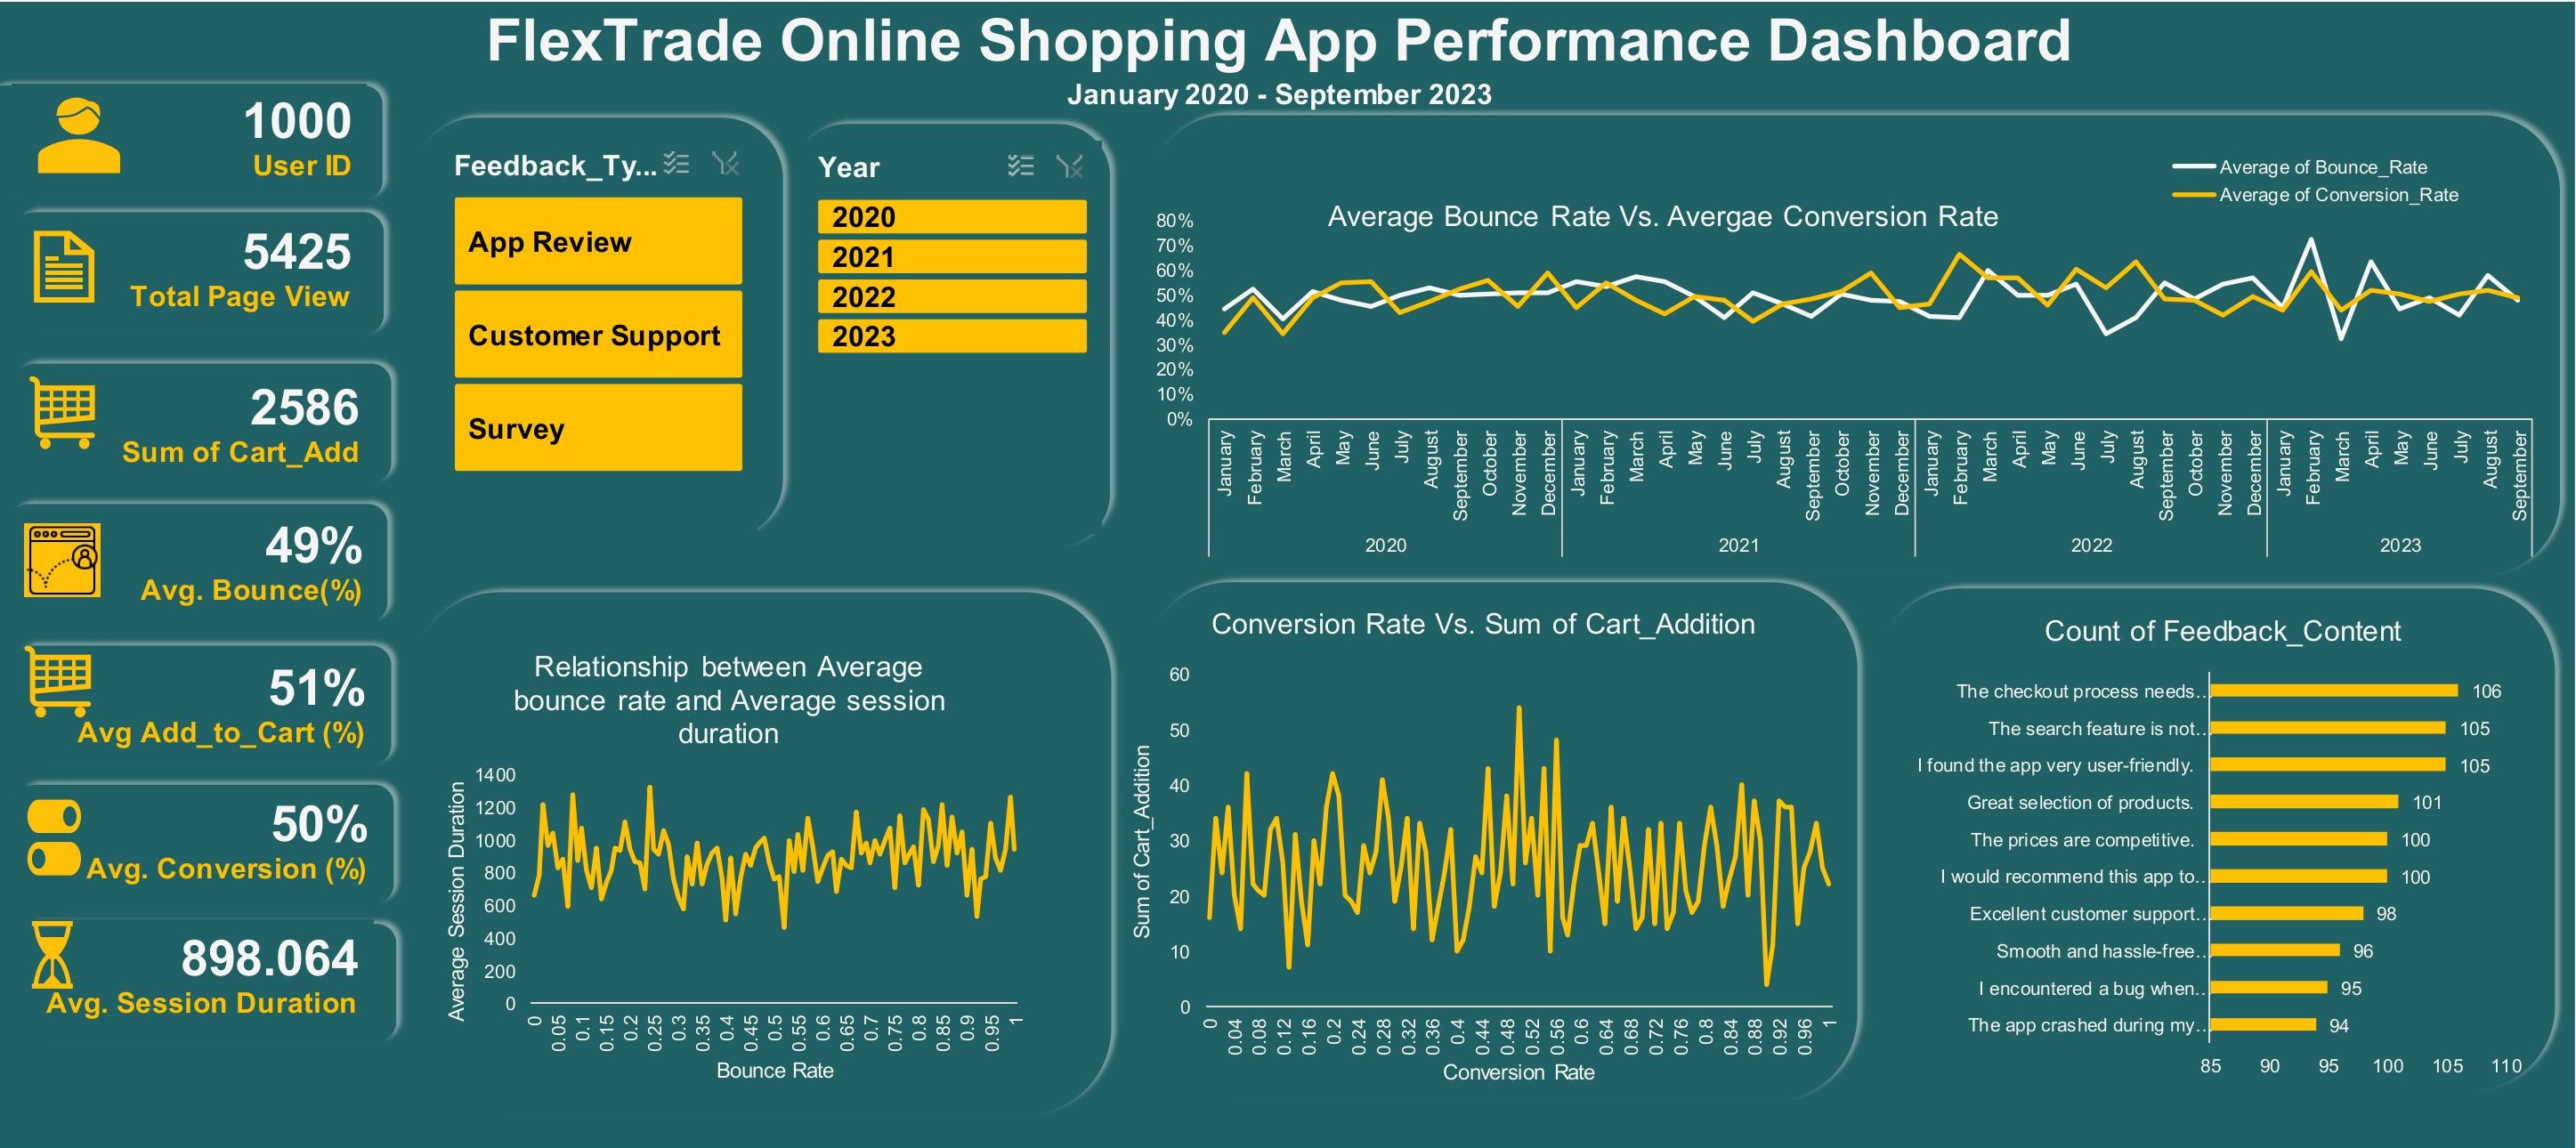 FlexTrade Online Shopping App Performance Dashboard
January 2020 - September 2023
1000
User ID
5425
Total Page View
2586
Sum of Cart_Add
49%
Avg. Bounce(%)
51%
Avg Add_to_Cart (%)
50%
Avg. Conversion (%)
898.064
Avg. Session Duration
Feedback_Ty...
App Review
Customer Support
Survey
Year
2020
2021
2022
2023
Average Bounce Rate Vs. Avergae Conversion Rate
Average of Bounce_Rate
Average of Conversion_Rate
80%
70%
60%
50%
40%
30%
20%
10%
0%
January
February
March
April
May
June
July
August
September
October
November
December
January
February
March
April
May
June
July
August
September
October
November
December
January
February
March
April
May
June
July
August
September
October
November
December
January
February
March
April
May
June
July
August
September
2020
2021
2022
2023
Relationship between Average
bounce rate and Average session
duration
Average Session Duration
1400
1200
1000
800
600
400
200
0
0
0.05
0.1
0.15
0.2
0.25
0.3
0.35
0.4
0.45
0.5
0.55
0.6
0.65
0.7
0.75
0.8
0.85
0.9
0.95
1
Bounce Rate
Conversion Rate Vs. Sum of Cart_Addition
Sum of Cart_Addition
60
50
40
30
20
10
0
0
0.04
0.08
0.12
0.16
0.2
0.24
0.28
0.32
0.36
0.4
0.44
0.48
0.52
0.56
0.6
0.64
0.68
0.72
0.76
0.8
0.84
0.88
0.92
0.96
1
Conversion Rate
Count of Feedback_Content
The checkout process needs... 106
The search feature is not... 105
I found the app very user-friendly. 105
Great selection of products. 101
The prices are competitive. 100
I would recommend this app to... 100
Excellent customer support... 98
Smooth and hassle-free... 96
I encountered a bug when... 95
The app crashed during my... 94
85 90 95 100 105 110